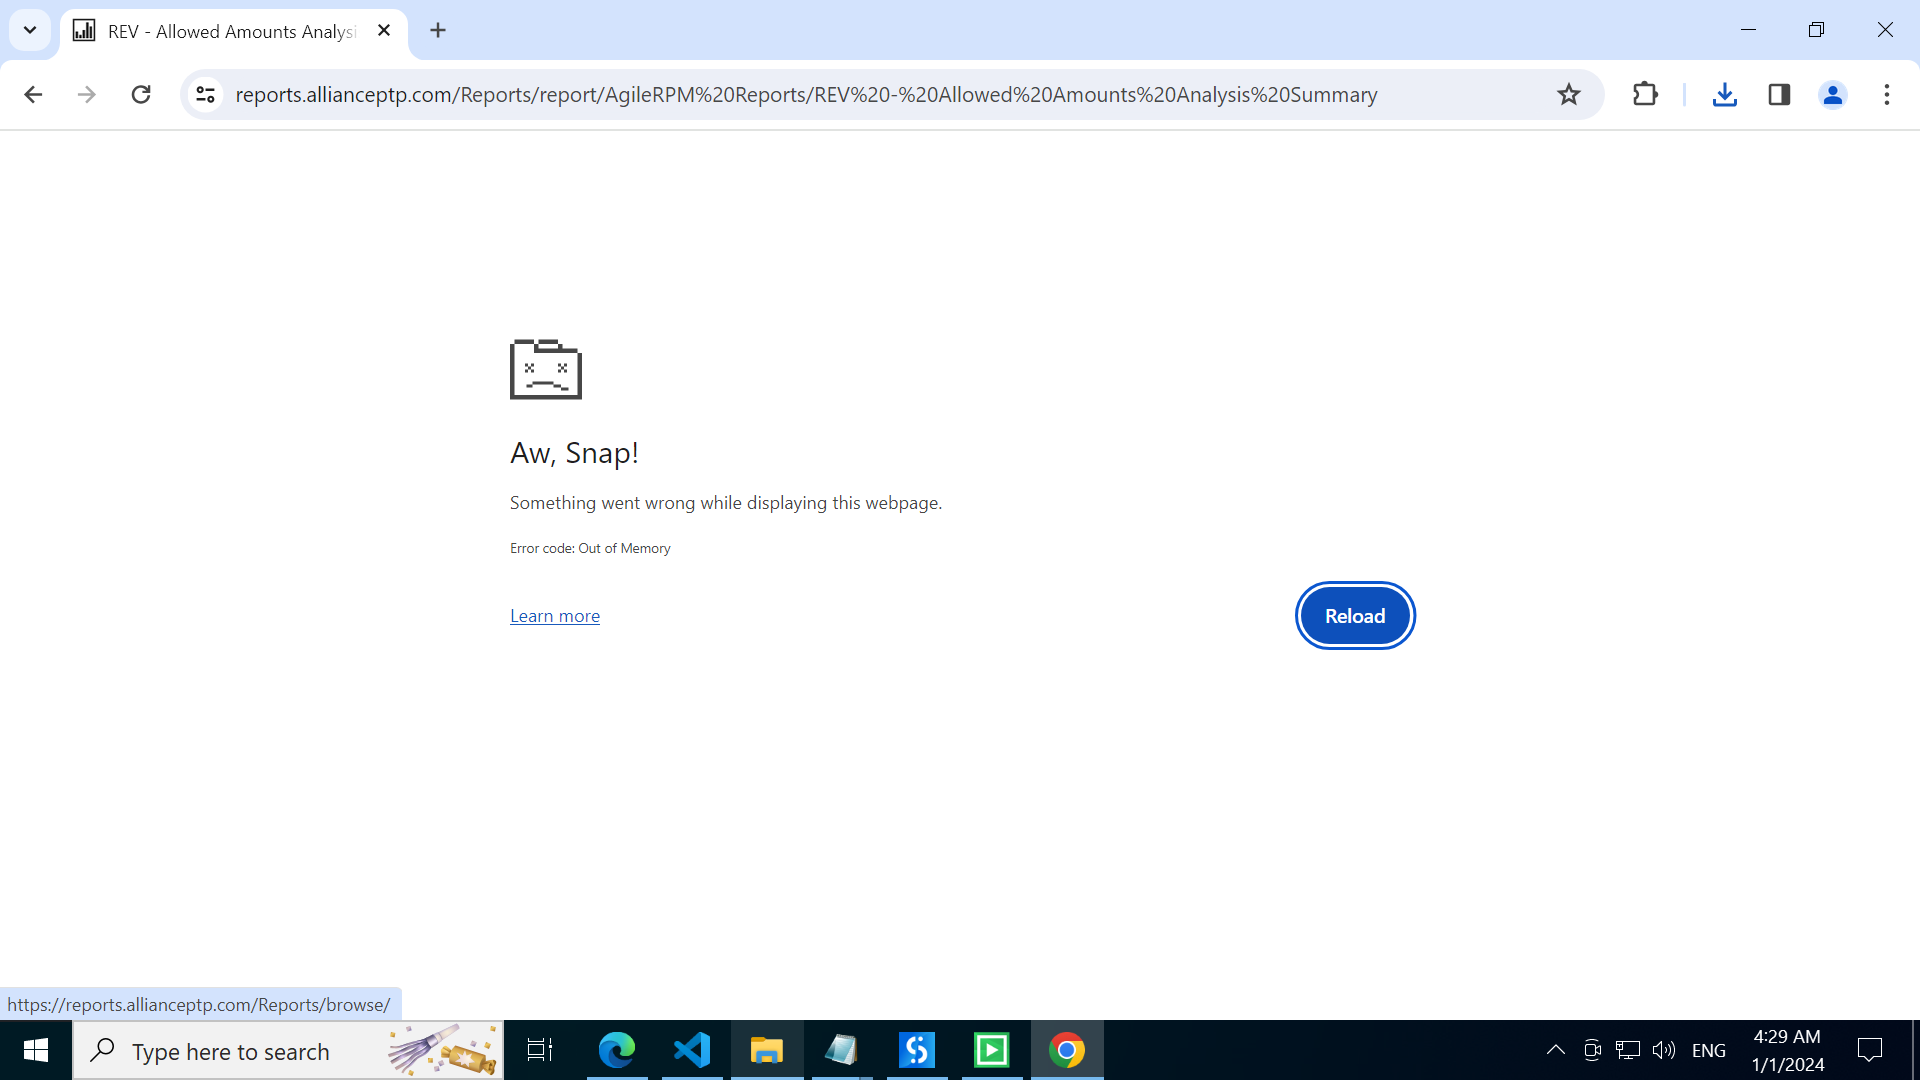 REV - Allowed Amounts Analysi
reports.allianceptp.com/Reports/report/AgileRPM%20Reports/REV%20-%20Allowed%20Amounts%20Analysis%20Summary
Aw, Snap!
Something went wrong while displaying this webpage.
Error code: Out of Memory
Learn more
Reload
https://reports.allianceptp.com/Reports/browse/
Type here to search
ENG
4:29 AM
1/1/2024